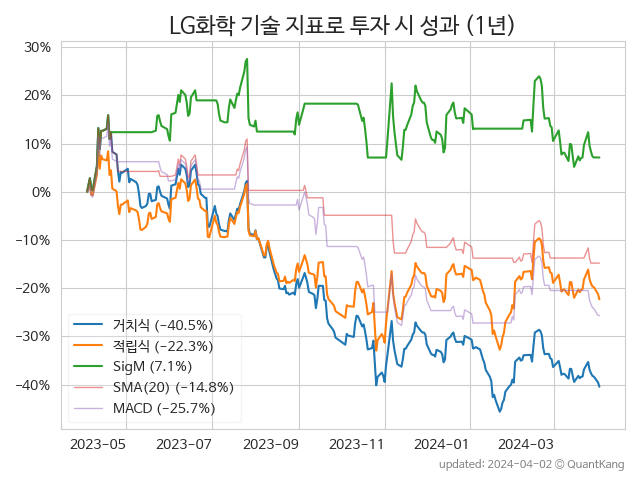 LG화학 기술 지표로 투자 시 성과 (1년)
30%
20%
10%
0%
−10%
−20%
−30%
−40%
거치식 (−40.5%)
적립식 (−22.3%)
SigM (7.1%)
SMA(20) (−14.8%)
MACD (−25.7%)
2023-05 2023-07 2023-09 2023-11 2024-01 2024-03
updated: 2024-04-02 © QuantKang